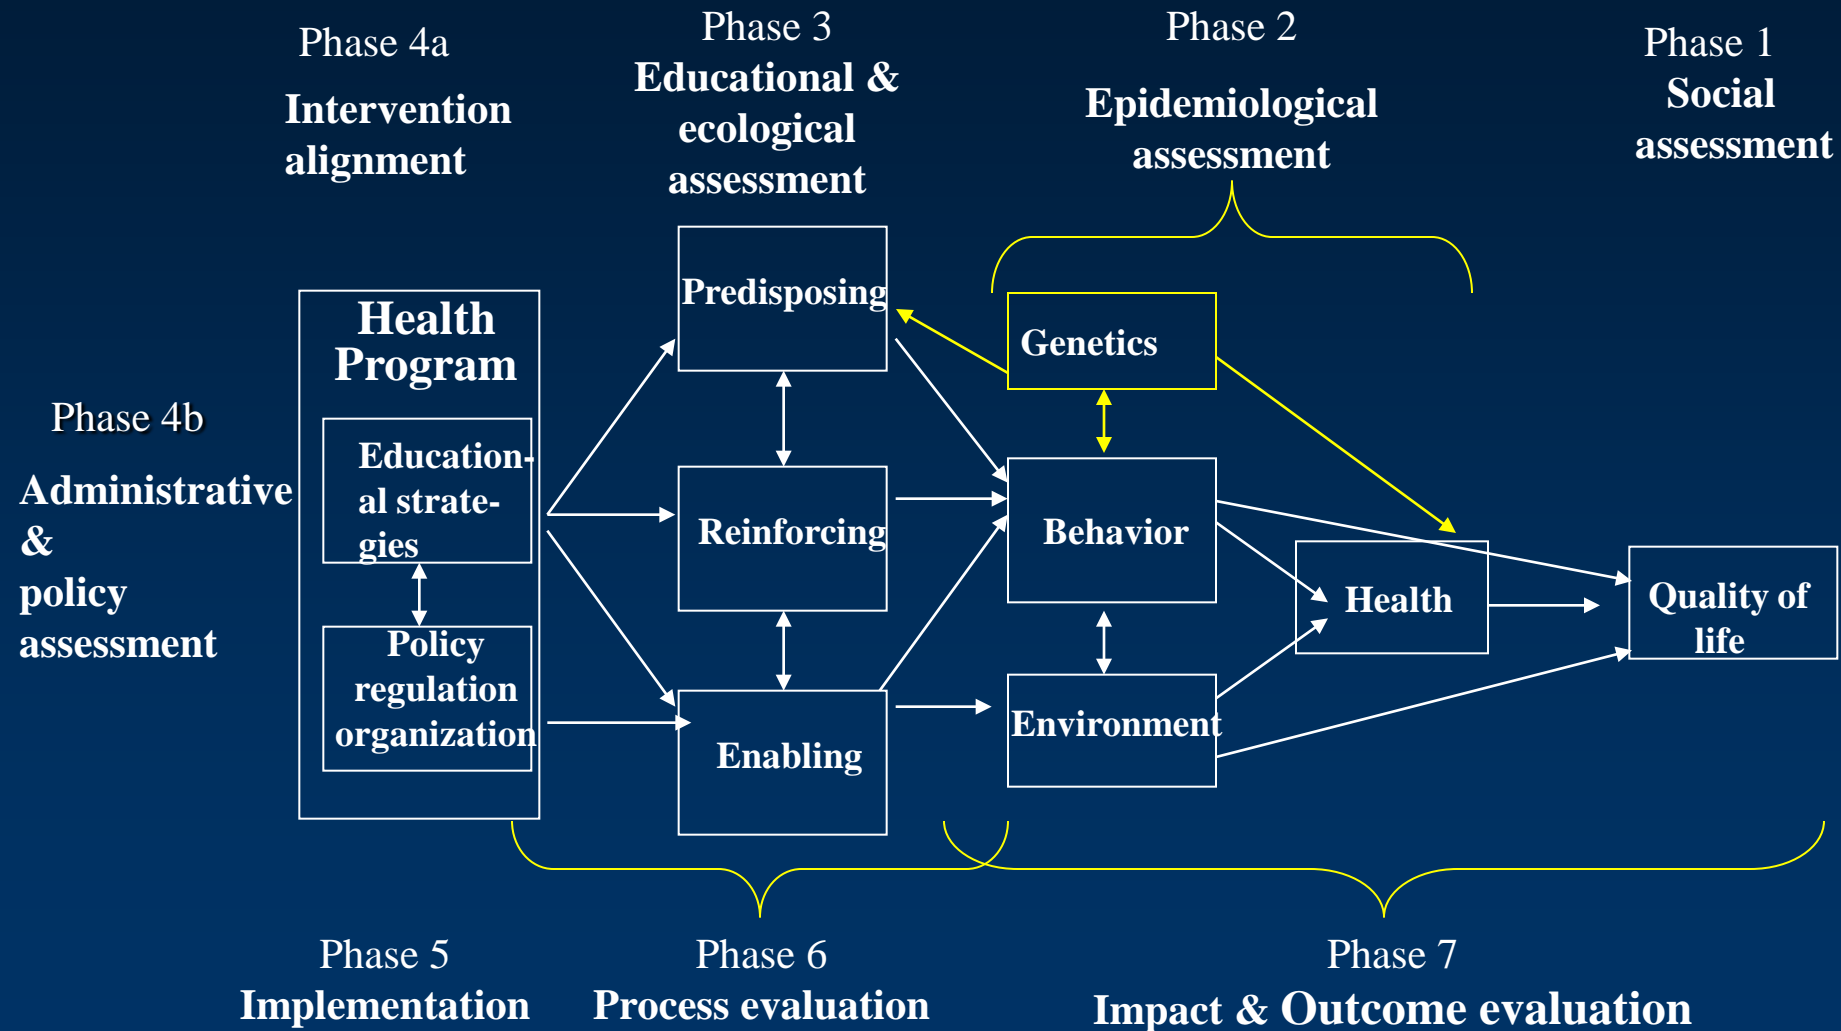 Phase 4a
Intervention
alignment
Phase 3
Educational &
ecological
assessment
Phase 2
Epidemiological
assessment
Phase 1
Social
assessment
Phase 4b
Administrative
&
policy
assessment
Health
Program
Education-
al strate-
gies
Policy
regulation
organization
Predisposing
Reinforcing
Enabling
Genetics
Behavior
Environment
Health
Quality of
life
Phase 5
Implementation
Phase 6
Process evaluation
Phase 7
Impact & Outcome evaluation